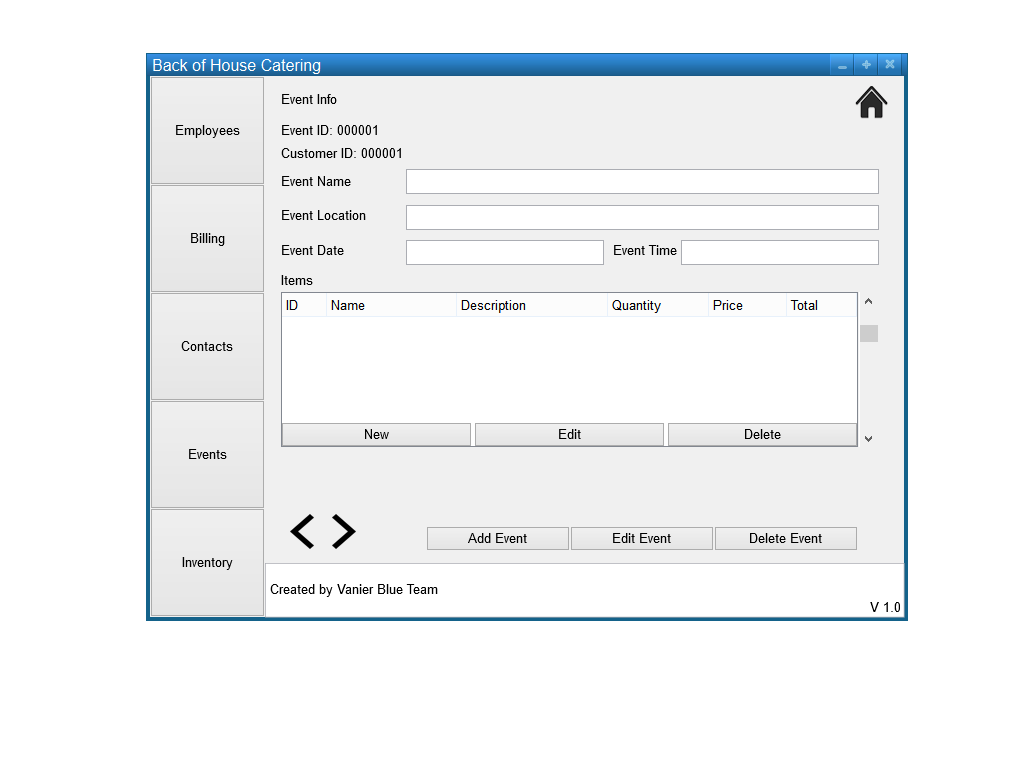 Back of House Catering
Employees
Billing
Contacts
Events
Inventory
Event Info
Event ID: 000001
Customer ID: 000001
Event Name
Event Location
Event Date Event Time
Items
ID Name Description Quantity Price Total
New Edit Delete
Add Event Edit Event Delete Event
Created by Vanier Blue Team
V 1.0